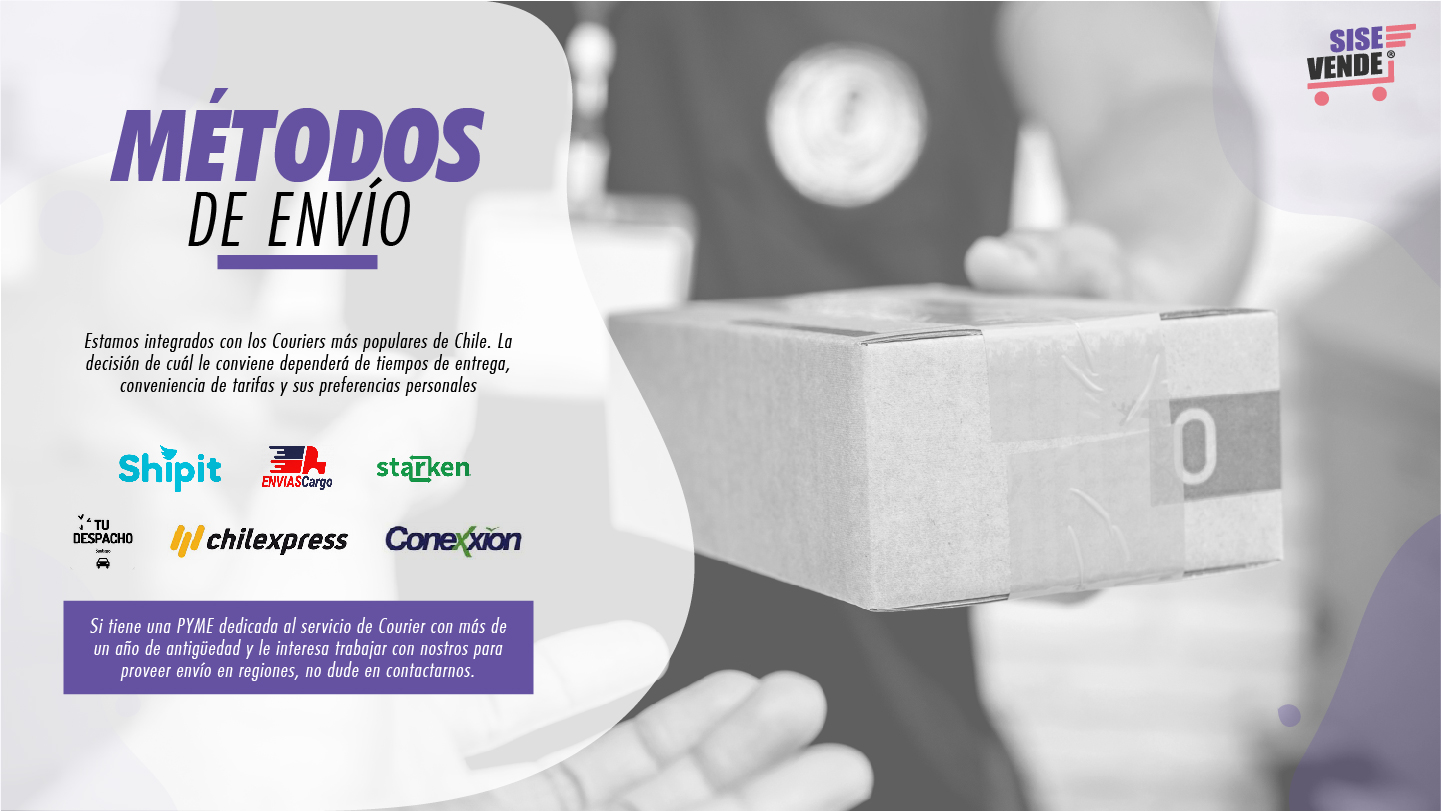 SISE
VENDE®
MÉTODOS
DE ENVÍO
Estamos integrados con los Couriers más populares de Chile. La
decisión de cuál le conviene dependerá de tiempos de entrega,
conveniencia de tarifas y sus preferencias personales
Shipit
ENVIASCargo
starken
TU
DESPACHO
Santiago
chilexpress
Conexxion
Si tiene una PYME dedicada al servicio de Courier con más de
un año de antigüedad y le interesa trabajar con nostros para
proveer envío en regiones, no dude en contactarnos.
0